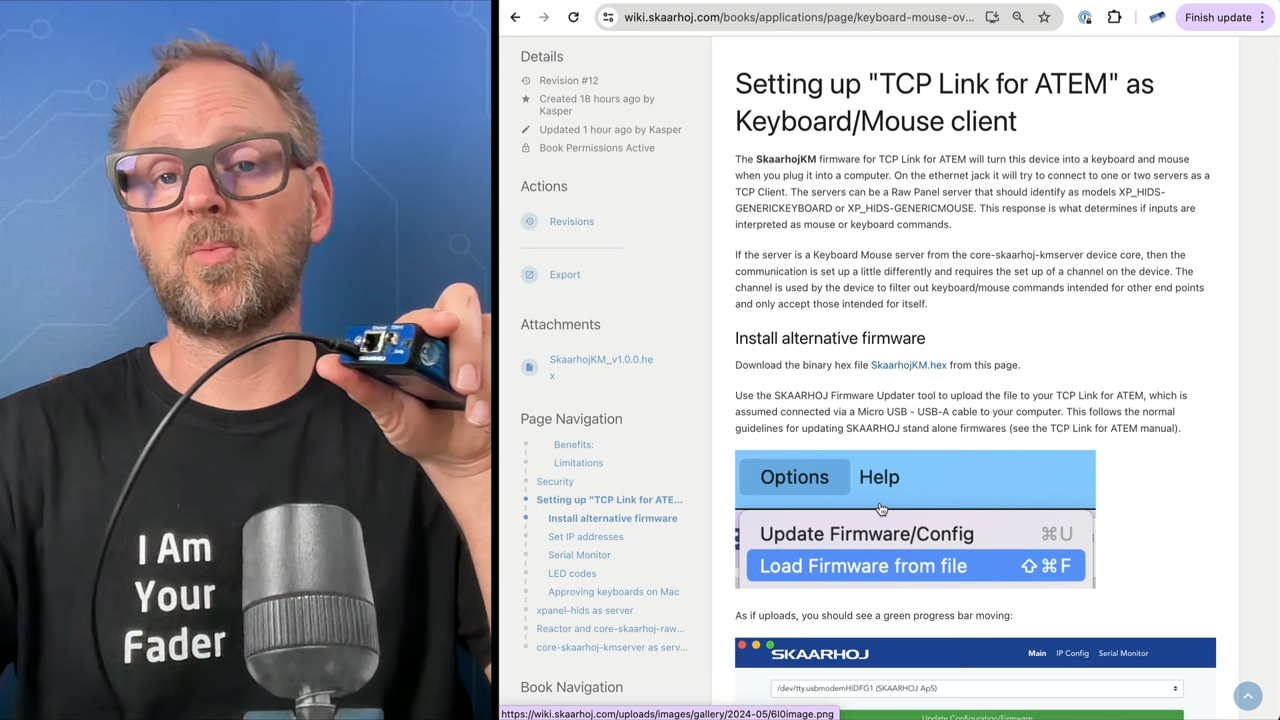 I Am
Your
Fader
SKAARHOJ
wiki.skaarhoj.com/books/applications/page/keyboard-mouse-ov...
Finish update
Details
Revision #12
Created 18 hours ago by
Kasper
Updated 1 hour ago by Kasper
Book Permissions Active
Actions
Revisions
Export
Attachments
SkaarhojKM_v1.0.0.he
x
Page Navigation
Benefits:
Limitations
Security
Setting up "TCP Link for ATE...
Install alternative firmware
Set IP addresses
Serial Monitor
LED codes
Approving keyboards on Mac
xpanel-hids as server
Reactor and core-skaarhoj-raw...
core-skaarhoj-kmserver as serv...
Book Navigation
Setting up "TCP Link for ATEM" as
Keyboard/Mouse client
The SkaarhojKM firmware for TCP Link for ATEM will turn this device into a keyboard and mouse
when you plug it into a computer. On the ethernet jack it will try to connect to one or two servers as a
TCP Client. The servers can be a Raw Panel server that should identify as models XP_HIDS-
GENERICKEYBOARD or XP_HIDS-GENERICMOUSE. This response is what determines if inputs are
interpreted as mouse or keyboard commands.
If the server is a Keyboard Mouse server from the core-skaarhoj-kmserver device core, then the
communication is set up a little differently and requires the set up of a channel on the device. The
channel is used by the device to filter out keyboard/mouse commands intended for other end points
and only accept those intended for itself.
Install alternative firmware
Download the binary hex file SkaarhojKM.hex from this page.
Use the SKAARHOJ Firmware Updater tool to upload the file to your TCP Link for ATEM, which is
assumed connected via a Micro USB - USB-A cable to your computer. This follows the normal
guidelines for updating SKAARHOJ stand alone firmwares (see the TCP Link for ATEM manual).
Options Help
Update Firmware/Config ⌘U
Load Firmware from file ⇧⌘F
As if uploads, you should see a green progress bar moving:
SKAARHOJ Main IP Config Serial Monitor
/dev/tty.usbmodemHIDFG1 (SKAARHOJ ApS)
Update Configuration/Firmware
https://wiki.skaarhoj.com/uploads/images/gallery/2024-05/6I0image.png